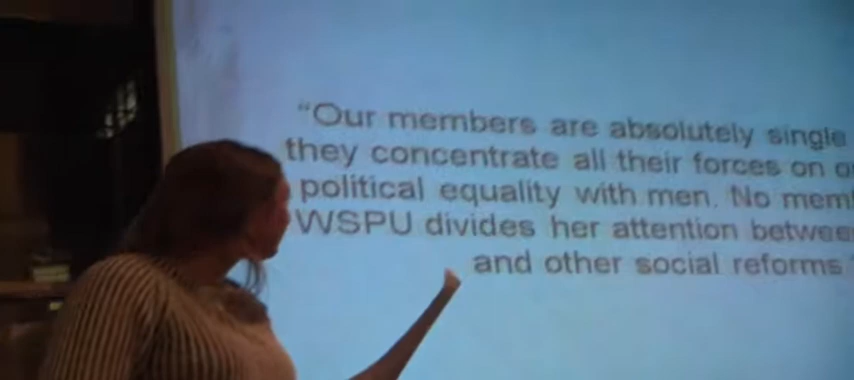 “Our members are absolutely single
they concentrate all their forces on
political equality with men. No
WSPU divides her attention
and other social reforms